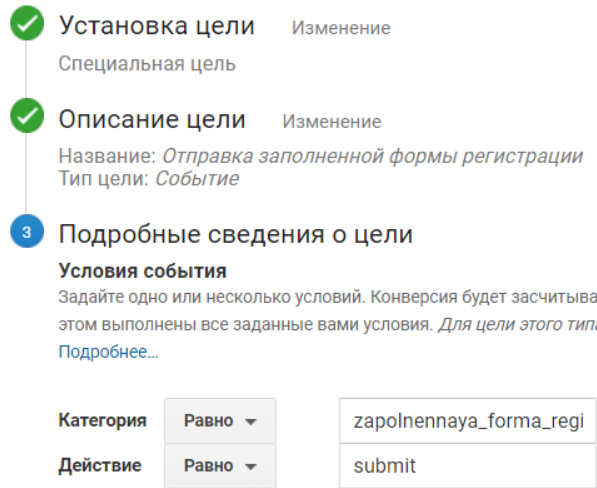 Установка цели Изменение
Специальная цель
Описание цели Изменение
Название: Отправка заполненной формы регистрации
Тип цели: Событие
3 Подробные сведения о цели
Условия события
Задайте одно или несколько условий. Конверсия будет засчитыва
этом выполнены все заданные вами условия. Для цели этого типа
Подробнее...
Категория Равно zapolnennaya_forma_regi
Действие Равно submit